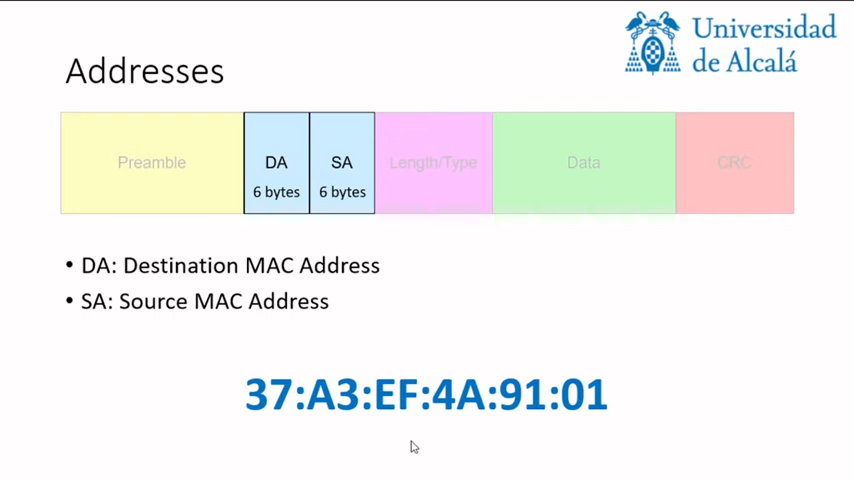 Universidad
de Alcalá
Addresses
Preamble
DA
6 bytes
SA
6 bytes
Length/Type
Data
CRC
• DA: Destination MAC Address
• SA: Source MAC Address
37:A3:EF:4A:91:01